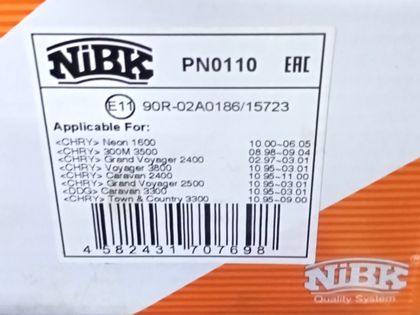 NiBK PN0110 EAC
E11 90R-02A0186/15723
Applicable For:
<CHRY> Neon 1600 10.00-06.05
<CHRY> 300M 3500 08.98-09.04
<CHRY> Grand Voyager 2400 02.97-03.01
<CHRY> Voyager 3800 10.95-03.01
<CHRY> Caravan 2400 10.95-11.00
<CHRY> Grand Voyager 2500 10.95-03.01
<DDG> Caravan 3300 10.95-03.01
<CHRY> Town & Country 3300 10.95-09.00
4 582431 707698
NiBK
Quality System